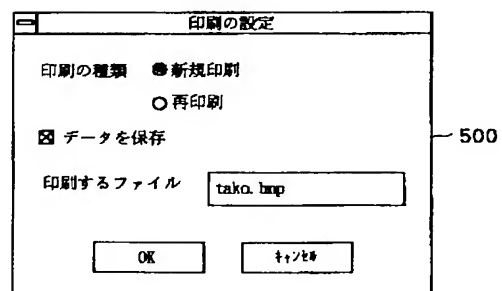 印刷の設定
印刷の種類 新規印刷
再印刷
データを保存
500
印刷するファイル tako.bmp
OK キャンセル